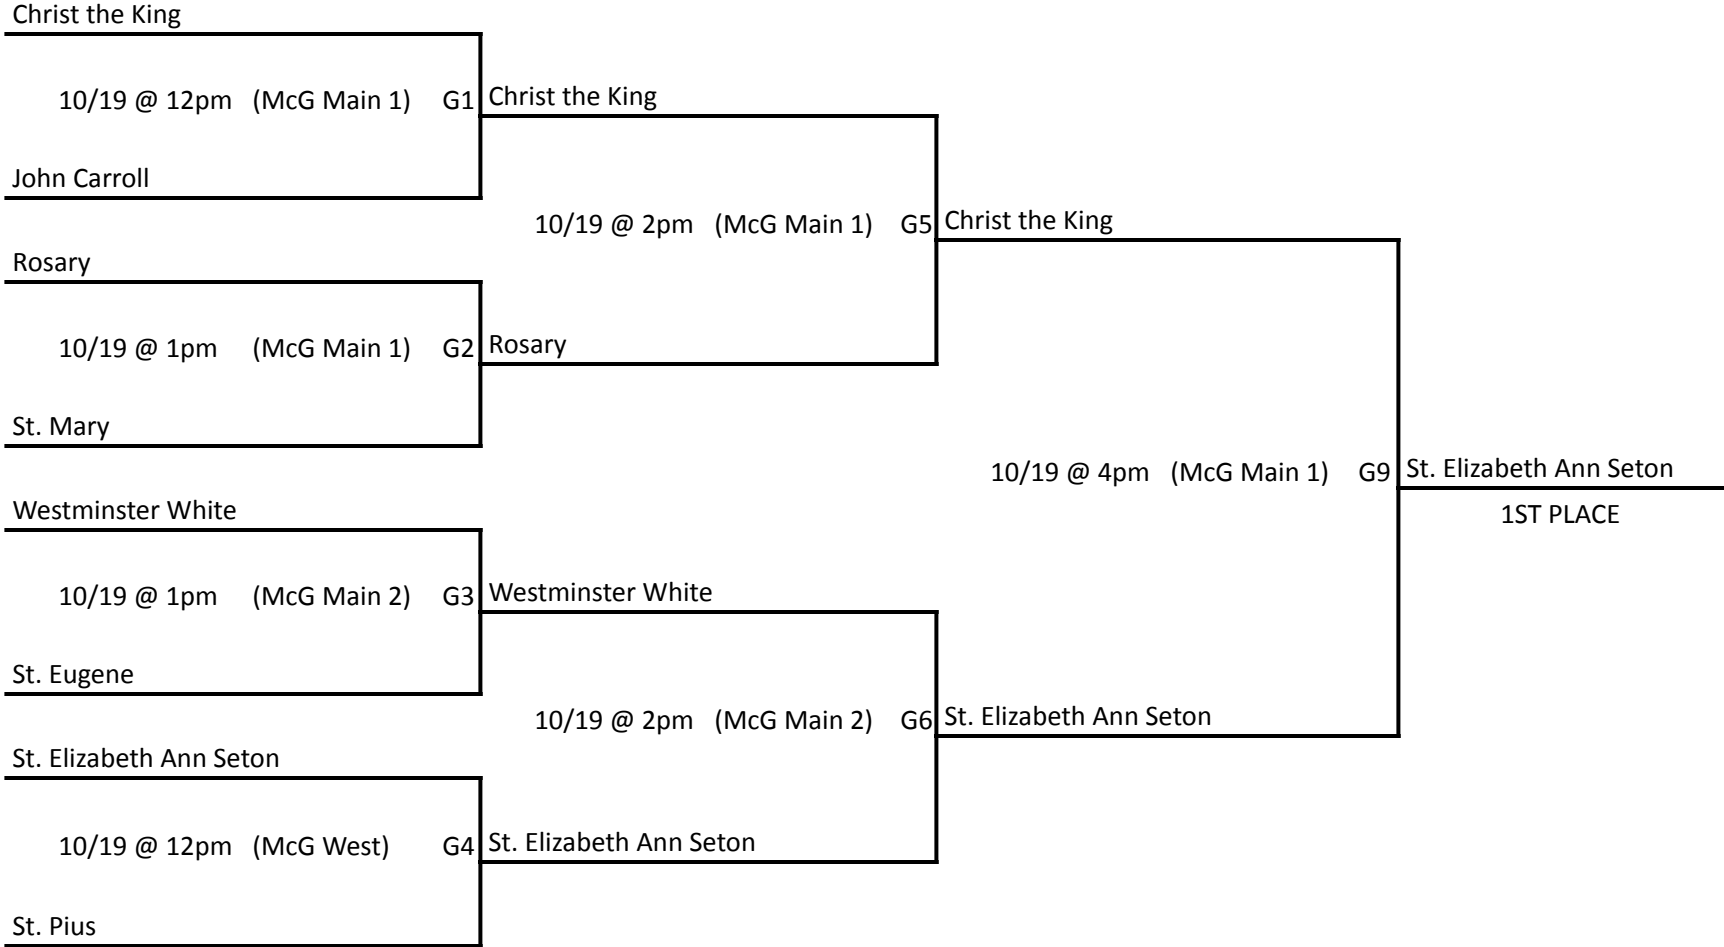 Christ the King
10/19 @ 12pm (McG Main 1) G1 Christ the King
John Carroll
10/19 @ 2pm (McG Main 1) G5 Christ the King
Rosary
10/19 @ 1pm (McG Main 1) G2 Rosary
St. Mary
10/19 @ 4pm (McG Main 1) G9 St. Elizabeth Ann Seton
Westminster White
1ST PLACE
10/19 @ 1pm (McG Main 2) G3 Westminster White
St. Eugene
10/19 @ 2pm (McG Main 2) G6 St. Elizabeth Ann Seton
St. Elizabeth Ann Seton
10/19 @ 12pm (McG West) G4 St. Elizabeth Ann Seton
St. Pius